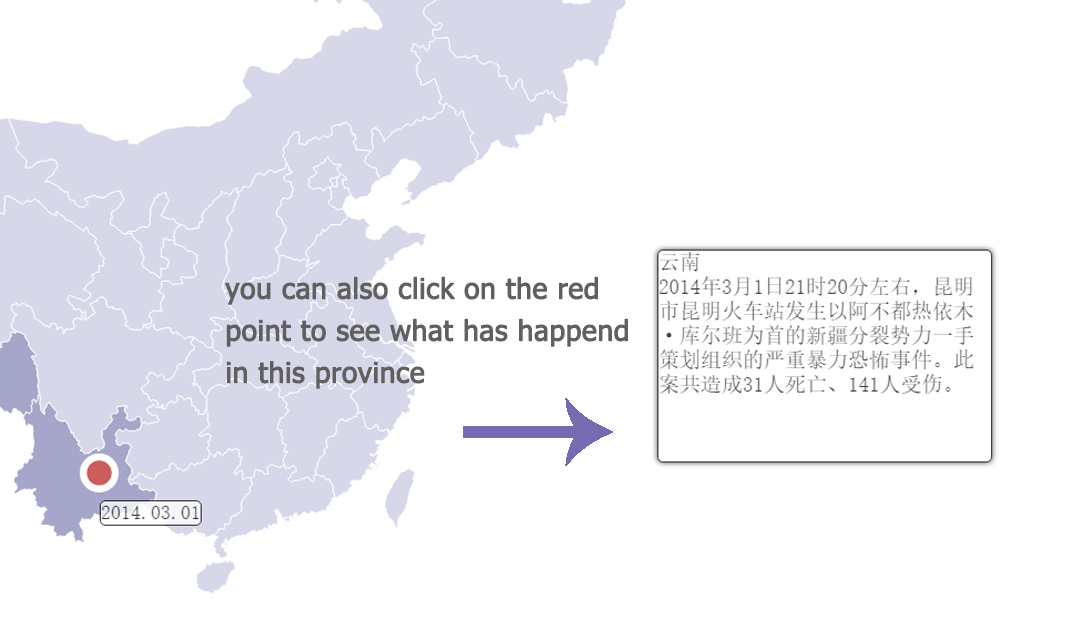 you can also click on the red
point to see what has happend
in this province
2014.03.01
云南
2014年3月1日21时20分左右，昆明
市昆明火车站发生以阿不都热依木
·库尔班为首的新疆分裂势力一手
策划组织的严重暴力恐怖事件。此
案共造成31人死亡、141人受伤。